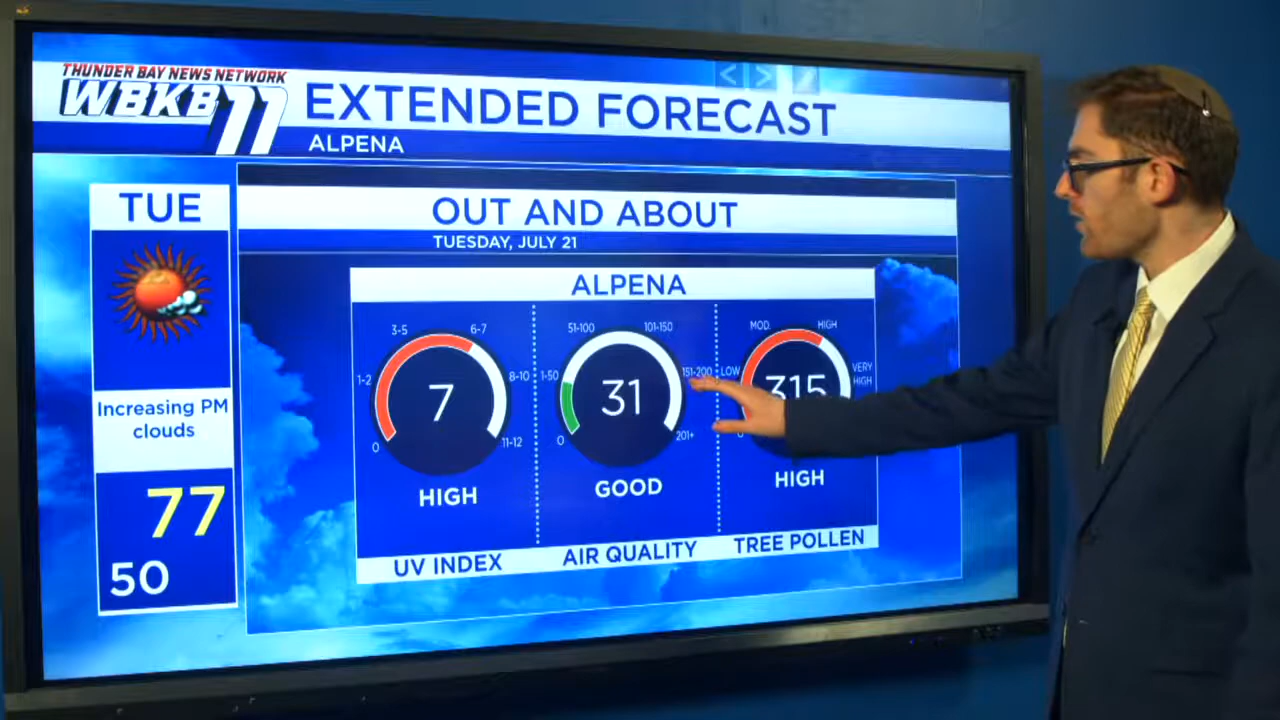 THUNDER BAY NEWS NETWORK
WBKB 11
EXTENDED FORECAST
ALPENA
< >
TUE
Increasing PM
clouds
77
50
OUT AND ABOUT
TUESDAY, JULY 21
ALPENA
0
1-2
3-5
6-7
8-10
11-12
7
HIGH
UV INDEX
0
1-50
51-100
101-150
151-200
201+
31
GOOD
AIR QUALITY
0
LOW
MOD.
HIGH
VERY
HIGH
315
HIGH
TREE POLLEN